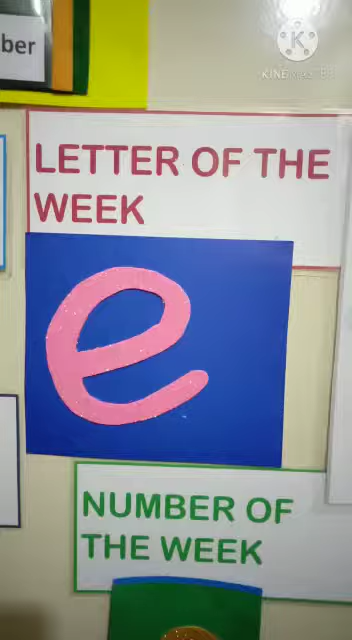 ber
K
KINEMASTER
LETTER OF THE
WEEK
e
NUMBER OF
THE WEEK